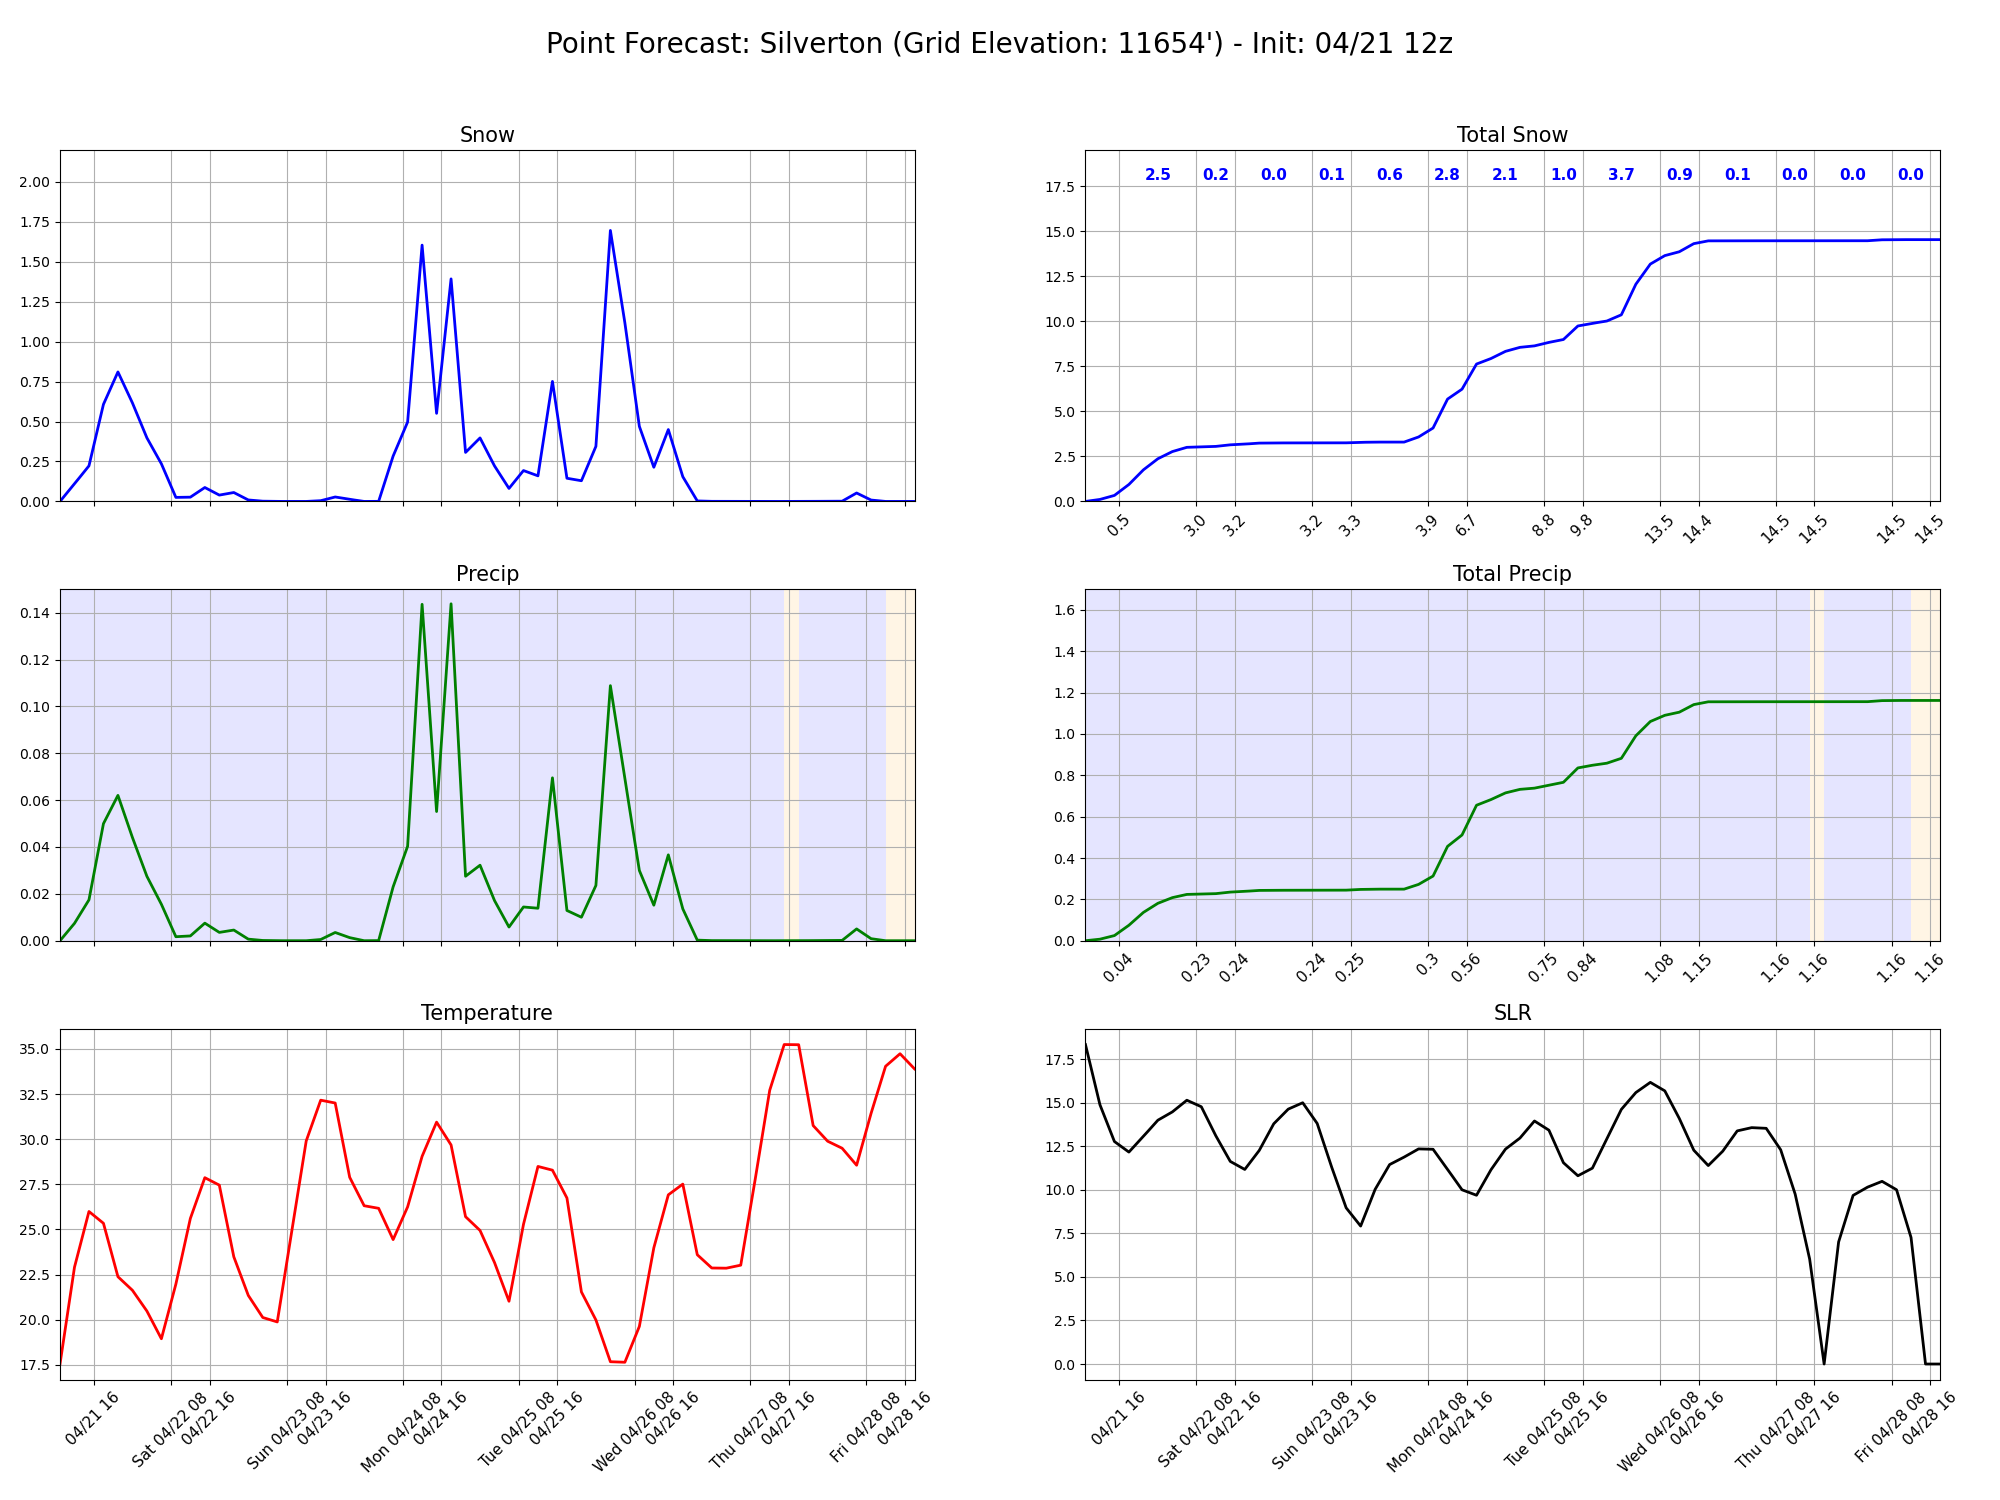 Point Forecast: Silverton (Grid Elevation: 11654') - Init: 04/21 12z
Snow
2.00
1.75
1.50
1.25
1.00
0.75
0.50
0.25
0.00
Total Snow
2.5 0.2 0.0 0.1 0.6 2.8 2.1 1.0 3.7 0.9 0.1 0.0 0.0 0.0
17.5
15.0
12.5
10.0
7.5
5.0
2.5
0.0
0.5 3.0 3.2 3.2 3.3 3.9 6.7 8.8 9.8 13.5 14.4 14.5 14.5 14.5 14.5
Precip
0.14
0.12
0.10
0.08
0.06
0.04
0.02
0.00
Total Precip
1.6
1.4
1.2
1.0
0.8
0.6
0.4
0.2
0.0
0.04 0.23 0.24 0.24 0.25 0.3 0.56 0.75 0.84 1.08 1.15 1.16 1.16 1.16 1.16
Temperature
35.0
32.5
30.0
27.5
25.0
22.5
20.0
17.5
04/21 16
Sat 04/22 08
04/22 16
Sun 04/23 08
04/23 16
Mon 04/24 08
04/24 16
Tue 04/25 08
04/25 16
Wed 04/26 08
04/26 16
Thu 04/27 08
04/27 16
Fri 04/28 08
04/28 16
SLR
17.5
15.0
12.5
10.0
7.5
5.0
2.5
0.0
04/21 16
Sat 04/22 08
04/22 16
Sun 04/23 08
04/23 16
Mon 04/24 08
04/24 16
Tue 04/25 08
04/25 16
Wed 04/26 08
04/26 16
Thu 04/27 08
04/27 16
Fri 04/28 08
04/28 16